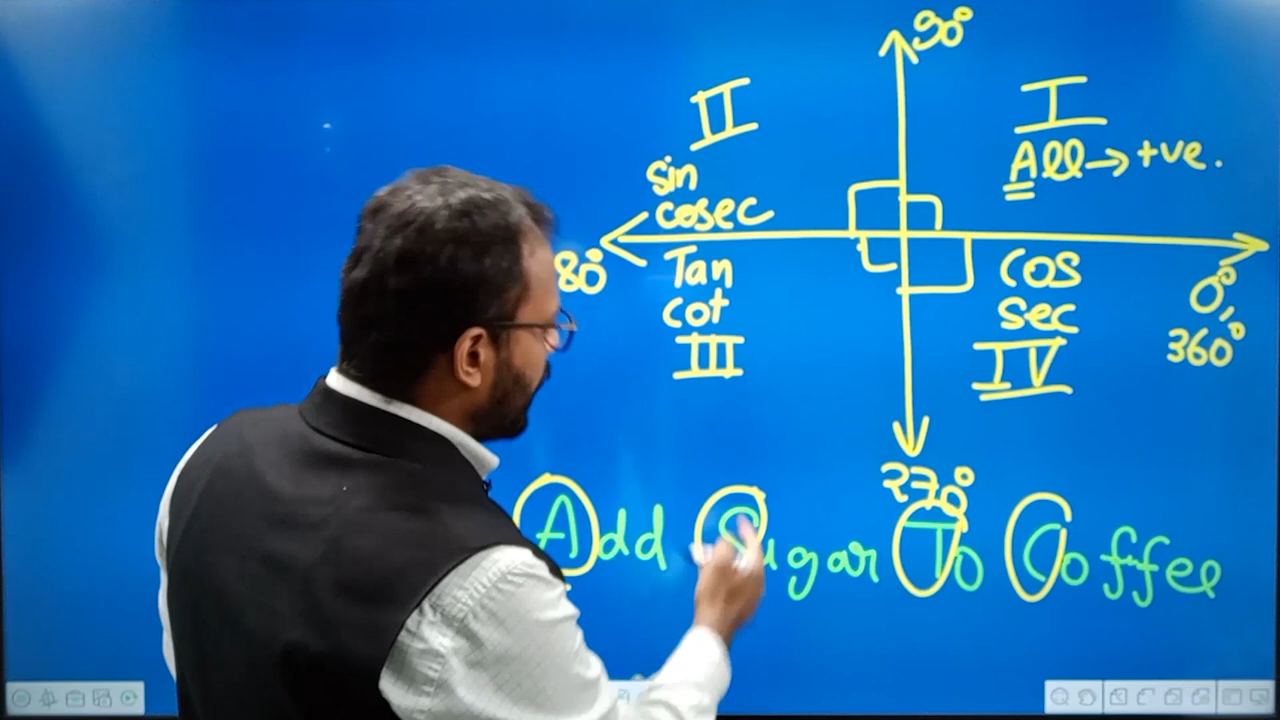 90°
II
I
All → +ve.
sin
cosec
80°
Tan
cot
III
cos
sec
IV
0°,
360°
270°
Add Sugar To Coffee